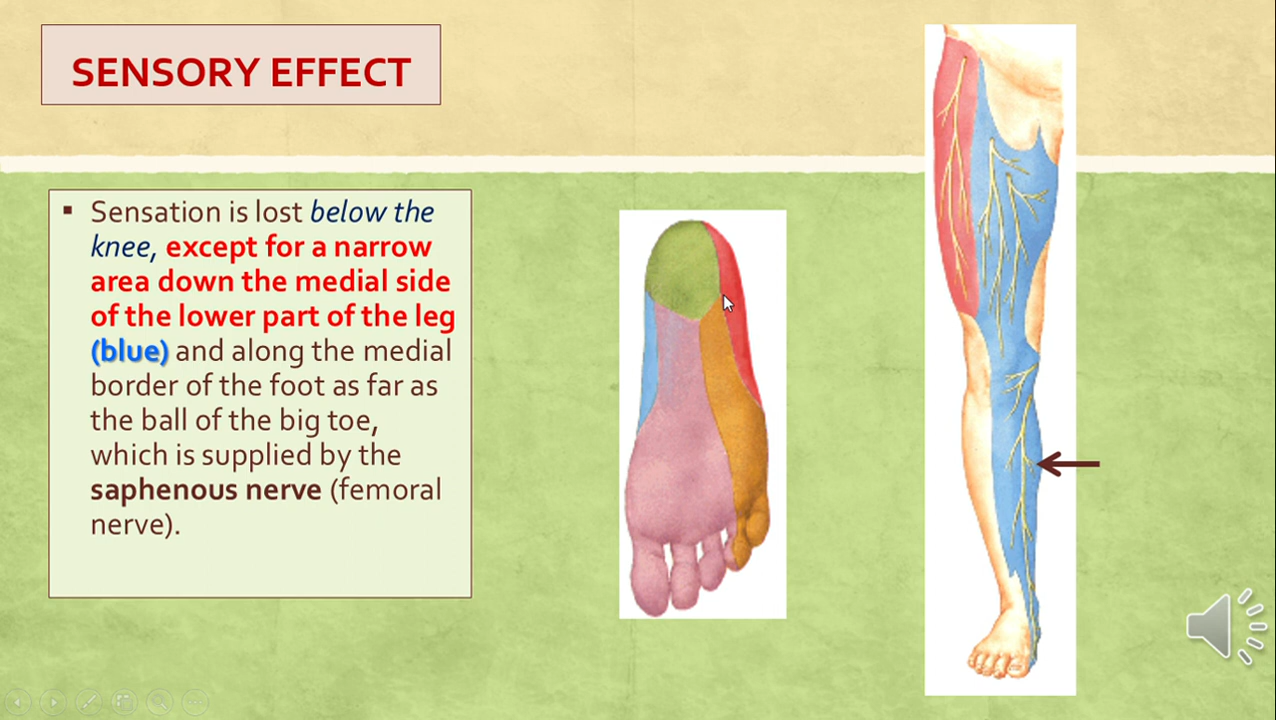 SENSORY EFFECT
▪ Sensation is lost below the
knee, except for a narrow
area down the medial side
of the lower part of the leg
(blue) and along the medial
border of the foot as far as
the ball of the big toe,
which is supplied by the
saphenous nerve (femoral
nerve).